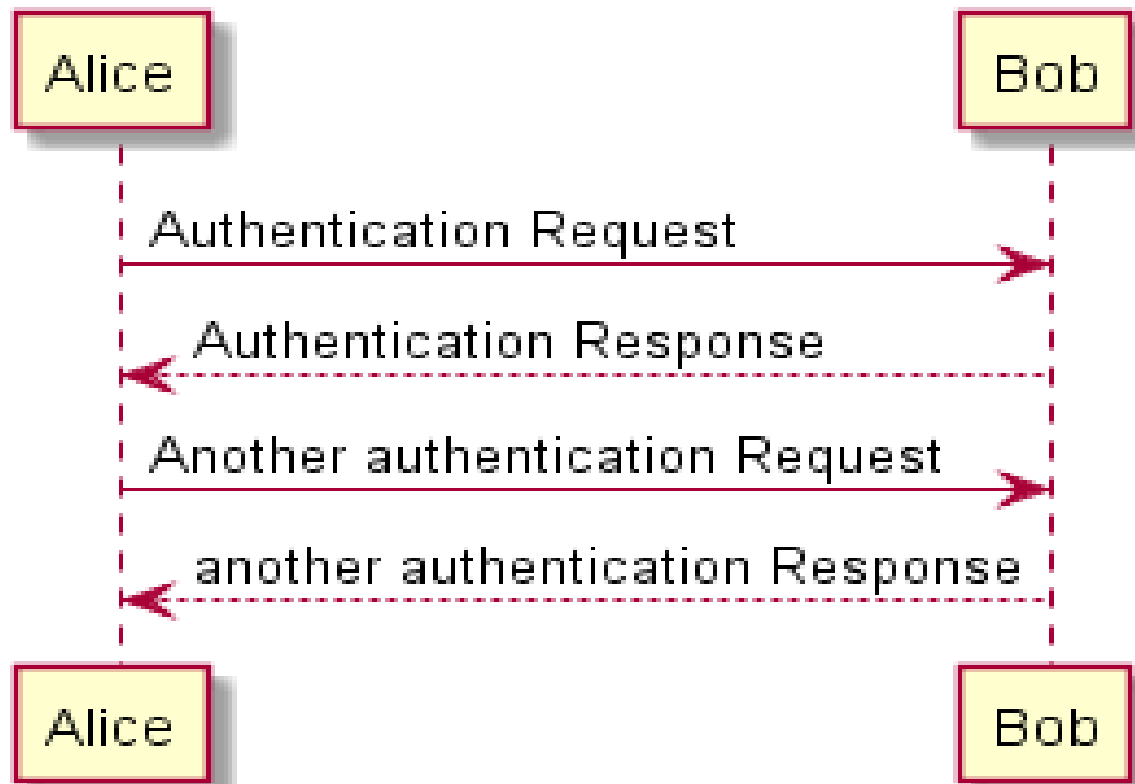 Alice
Bob
Authentication Request
Authentication Response
Another authentication Request
another authentication Response
Alice
Bob